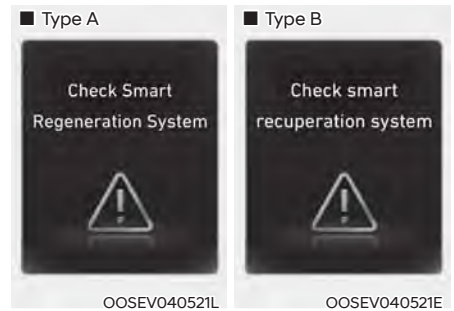 ■ Type A
Check Smart
Regeneration System
OOSEV040521L
■ Type B
Check smart
recuperation system
OOSEV040521E